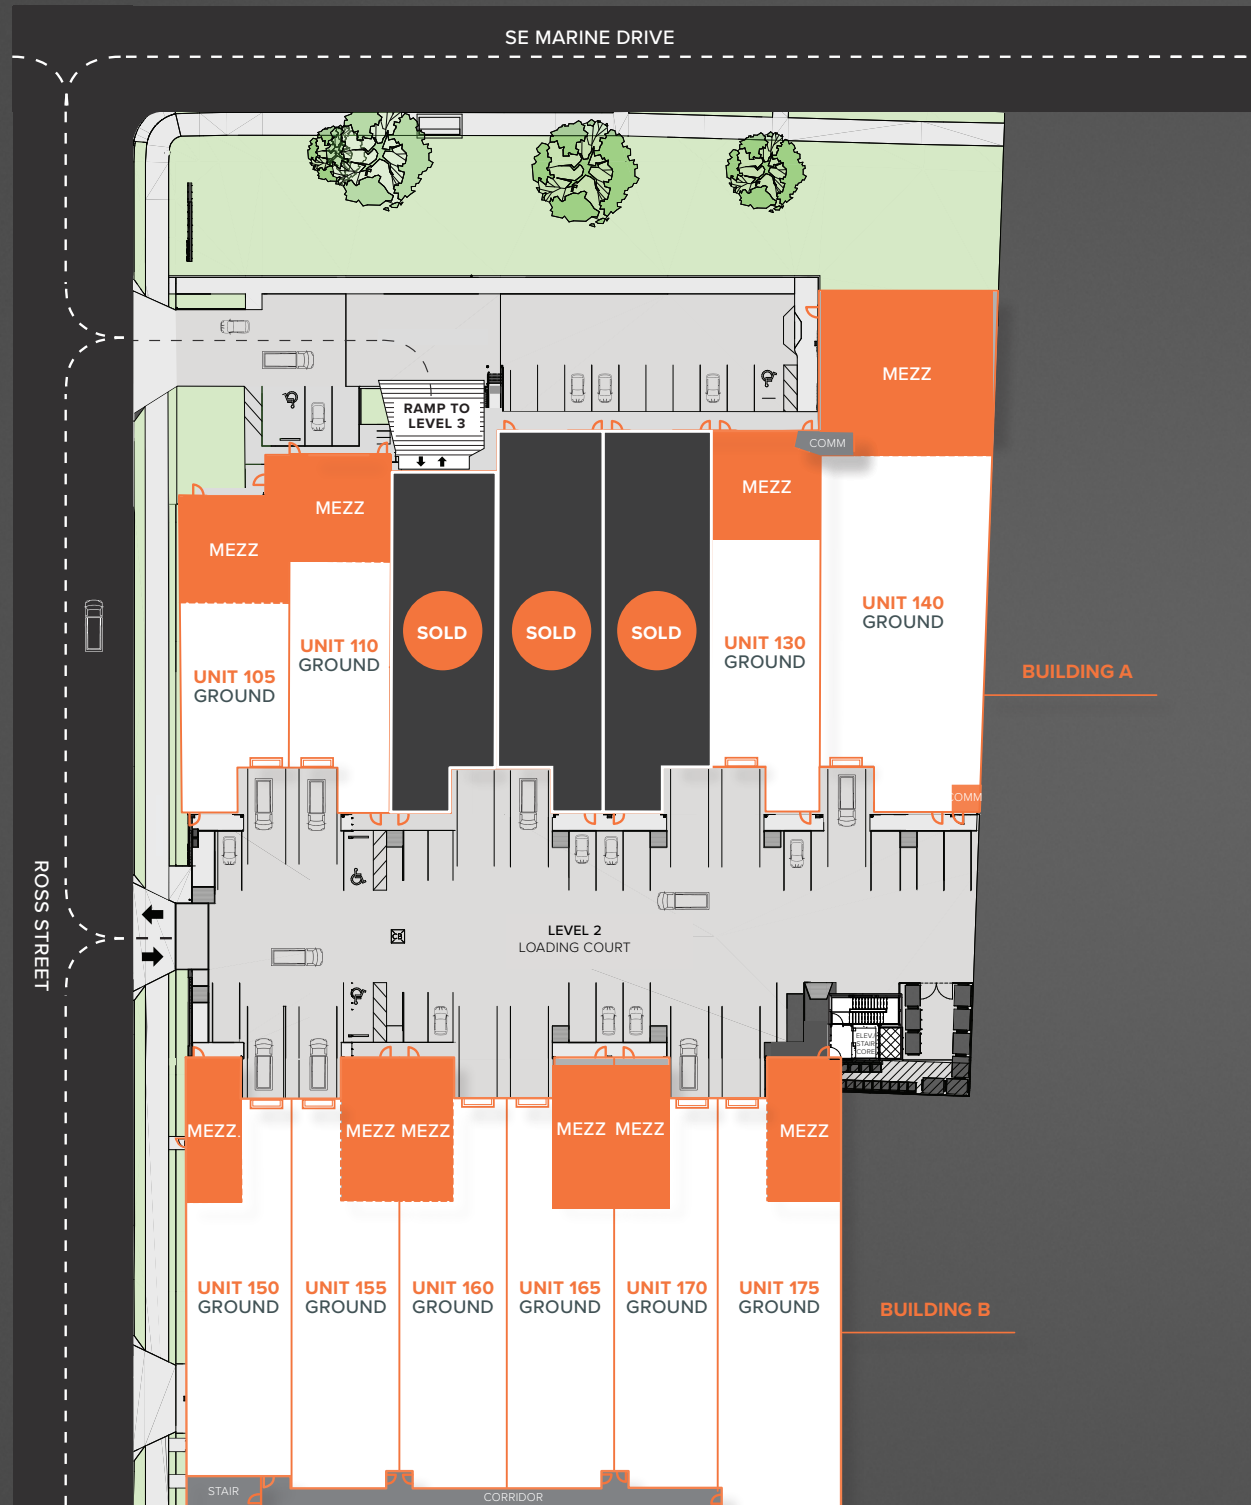 SE MARINE DRIVE
MEZZ
RAMP TO
LEVEL 3
COMM
MEZZ
MEZZ
MEZZ
UNIT 140
GROUND
SOLD
SOLD
SOLD
UNIT 130
GROUND
UNIT 110
GROUND
UNIT 105
GROUND
BUILDING A
COMM
ROSS STREET
LEVEL 2
LOADING COURT
ELEV.
STAIR
CORE
MEZZ.
MEZZ MEZZ
MEZZ MEZZ
MEZZ
UNIT 150
GROUND
UNIT 155
GROUND
UNIT 160
GROUND
UNIT 165
GROUND
UNIT 170
GROUND
UNIT 175
GROUND
BUILDING B
STAIR
CORRIDOR